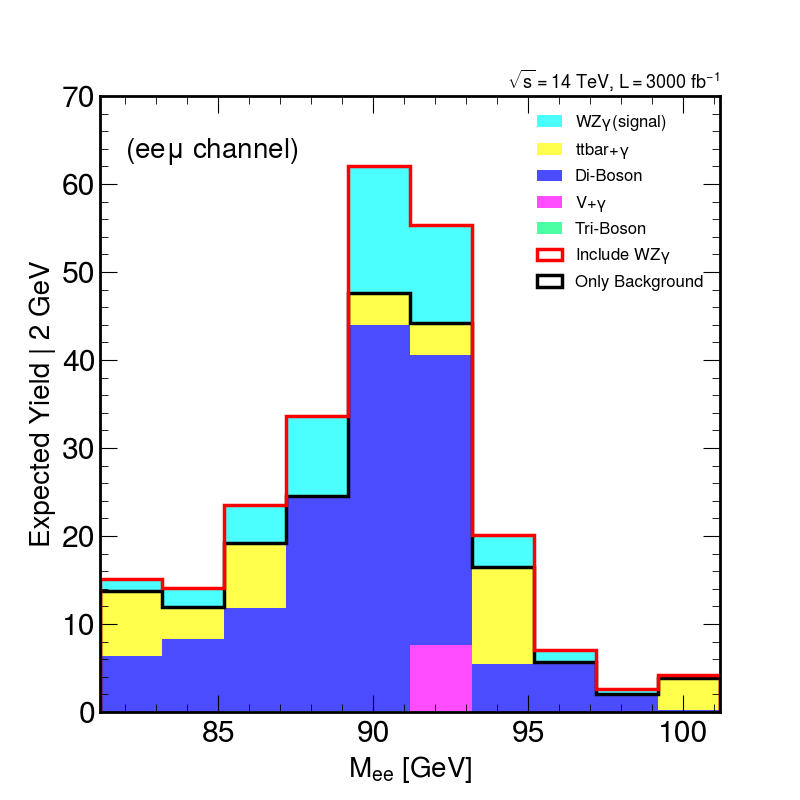 √s = 14 TeV, L = 3000 fb⁻¹
70
60
50
40
30
20
10
0
Expected Yield | 2 GeV
(eeμ channel)
WZγ(signal)
ttbar+γ
Di-Boson
V+γ
Tri-Boson
Include WZγ
Only Background
85 90 95 100
Mee [GeV]